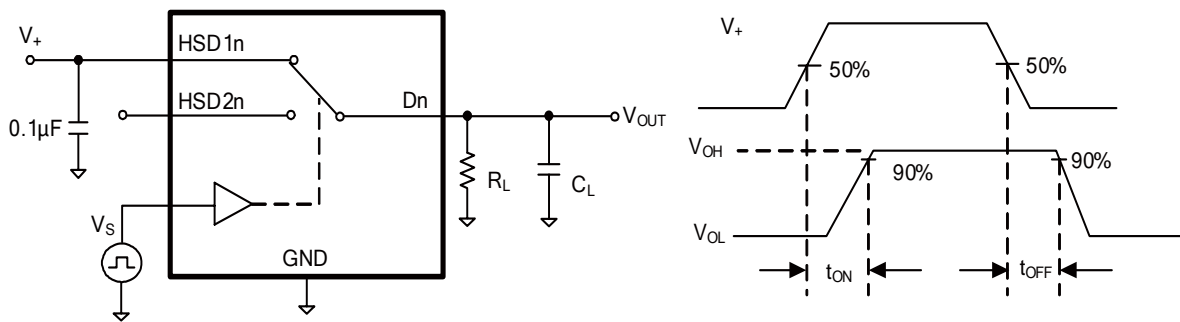 V+
HSD1n
HSD2n
Dn
VOUT
0.1µF
RL
CL
VS
GND
V+
50%
50%
VOH
90%
90%
VOL
tON
tOFF